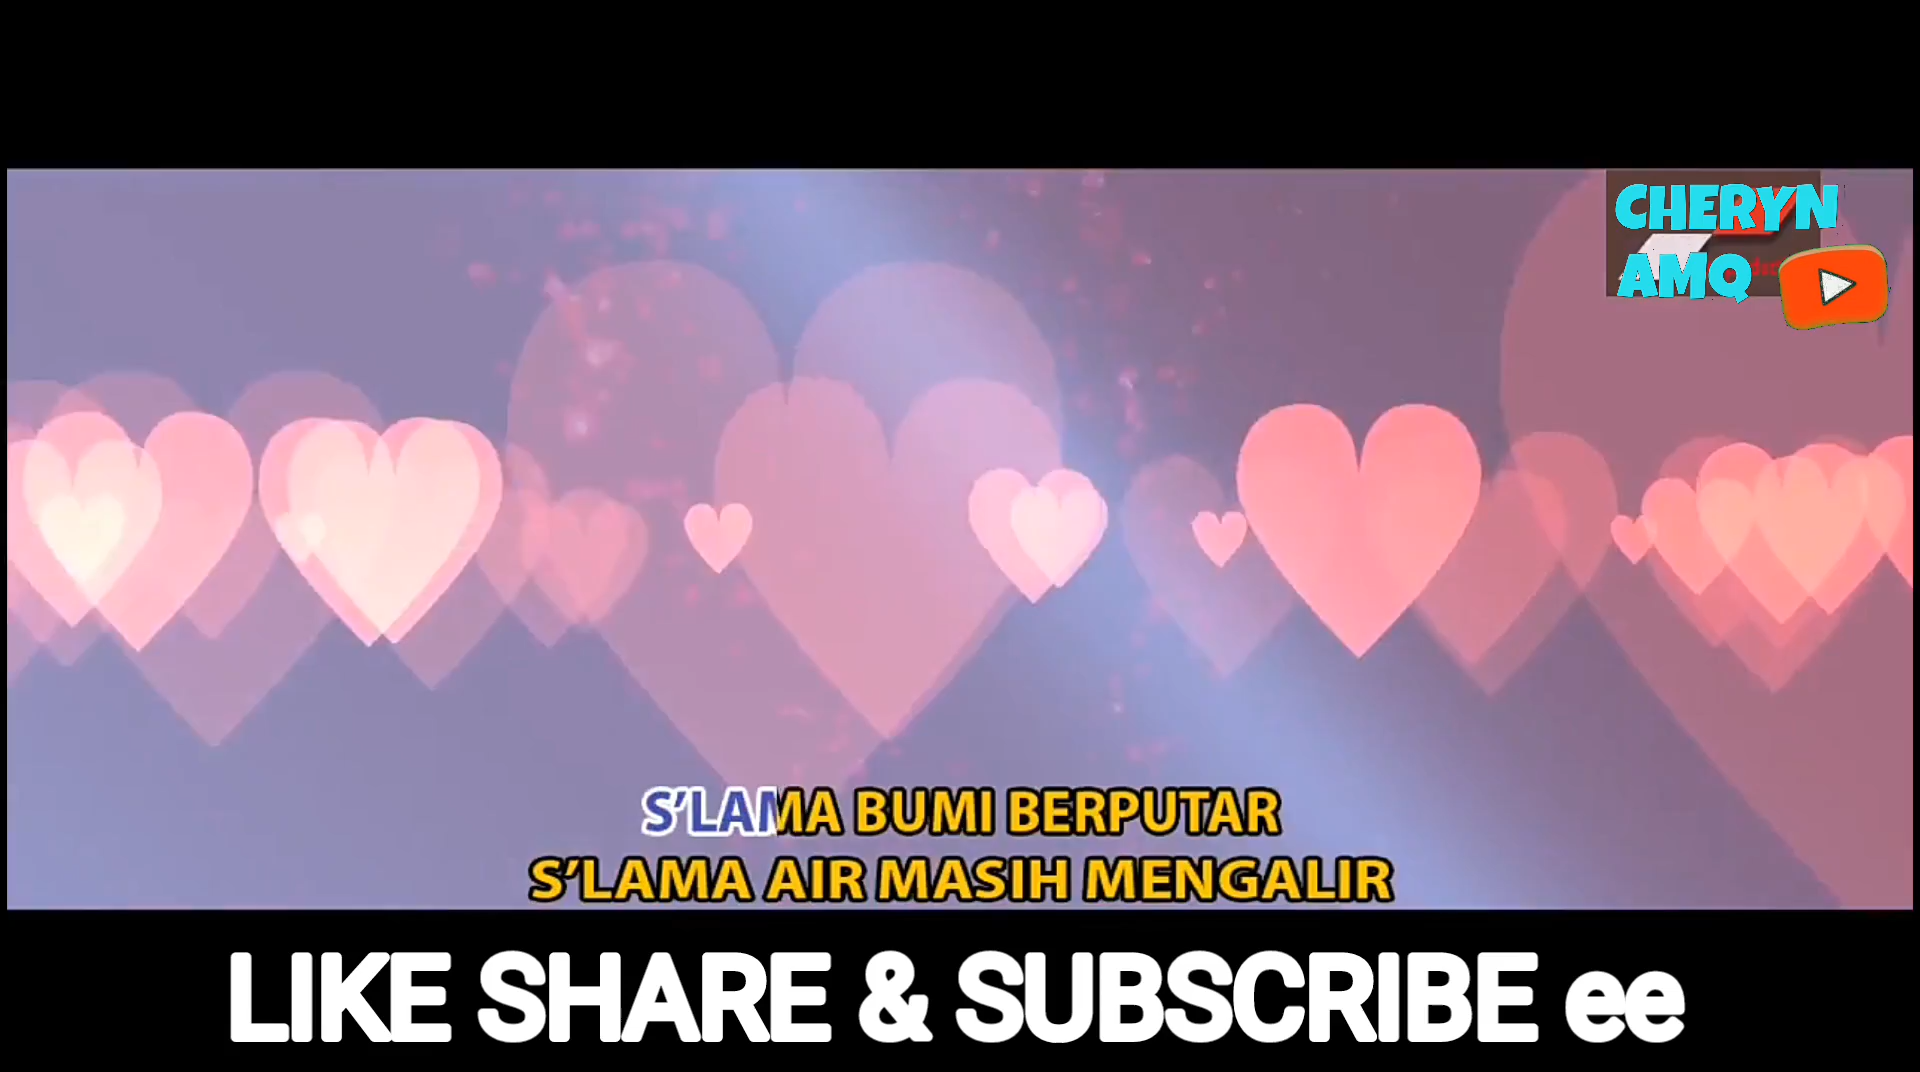 CHERYN
AMQ
S'LAMA BUMI BERPUTAR
S'LAMA AIR MASIH MENGALIR
LIKE SHARE & SUBSCRIBE ee